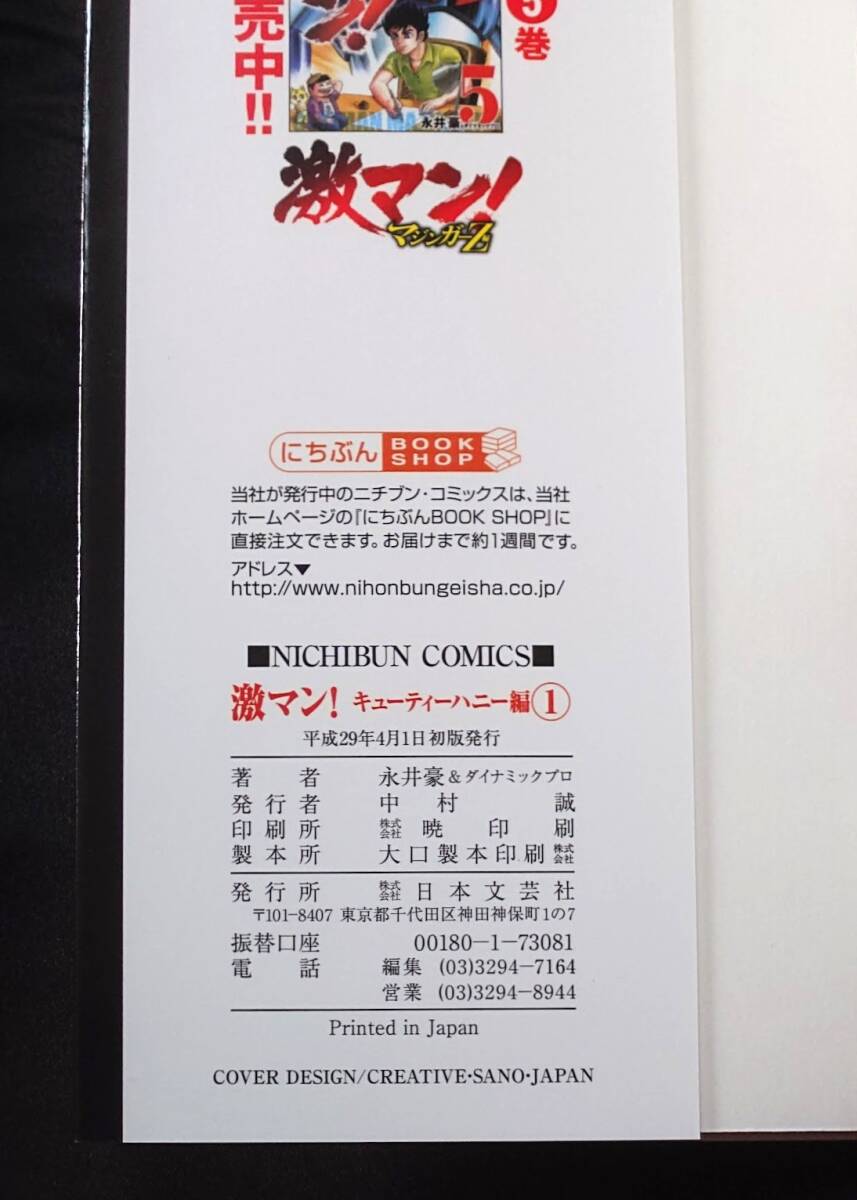 5巻
売中!!
5
永井豪
激マン!
マジンガーZ
にちぶん BOOK SHOP
当社が発行中のニチブン・コミックスは、当社
ホームページの『にちぶんBOOK SHOP』に
直接注文できます。お届けまで約1週間です。
アドレス▼
http://www.nihonbungeisha.co.jp/
■NICHIBUN COMICS■
激マン! キューティーハニー編①
平成29年4月1日初版発行
著者 永井豪&ダイナミックプロ
発行者 中村誠
印刷所 株式会社 暁印刷
製本所 大口製本印刷 株式会社
発行所 株式会社 日本文芸社
〒101-8407 東京都千代田区神田神保町1の7
振替口座 00180-1-73081
電話 編集 (03)3294-7164
営業 (03)3294-8944
Printed in Japan
COVER DESIGN/CREATIVE・SANO・JAPAN